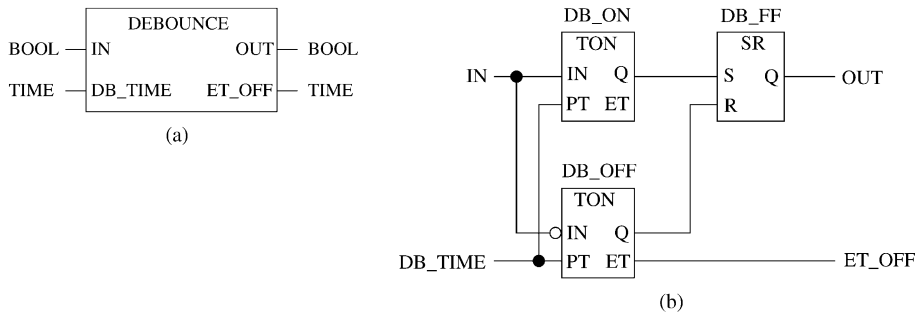 DEBOUNCE
BOOL IN OUT BOOL
TIME DB_TIME ET_OFF TIME
(a)
DB_ON DB_FF
TON SR
IN IN Q S Q OUT
PT ET R
DB_OFF
TON
IN Q
DB_TIME PT ET ET_OFF
(b)